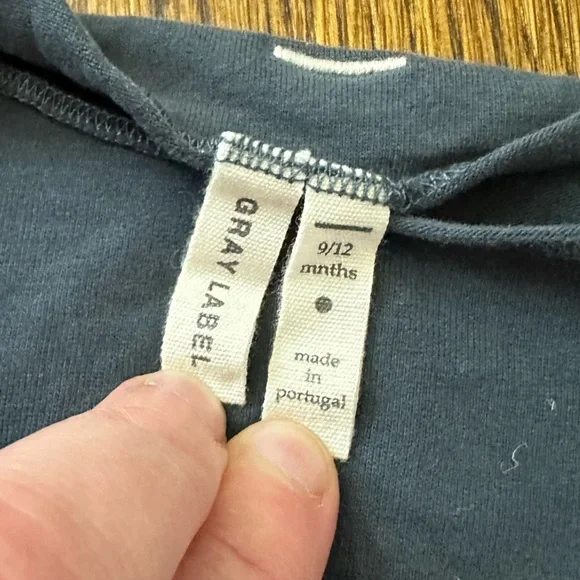 GRAY LABEL
9/12
mnths
made
in
portugal